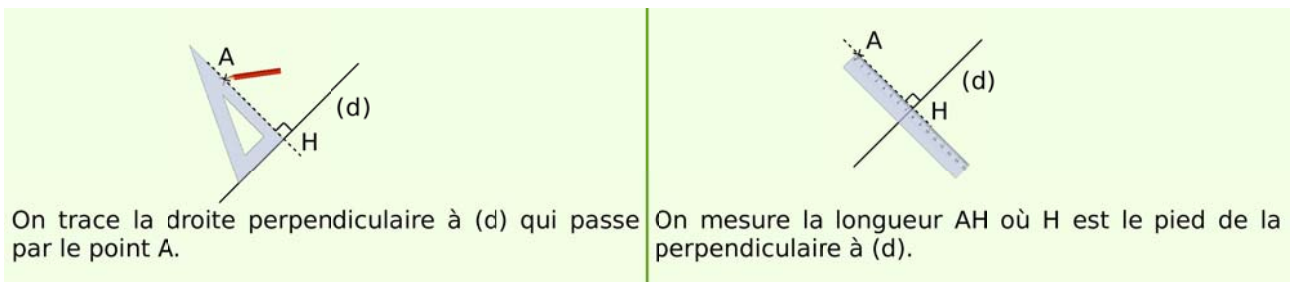 A
(d)
H
On trace la droite perpendiculaire à (d) qui passe
par le point A.
A
(d)
H
On mesure la longueur AH où H est le pied de la
perpendiculaire à (d).